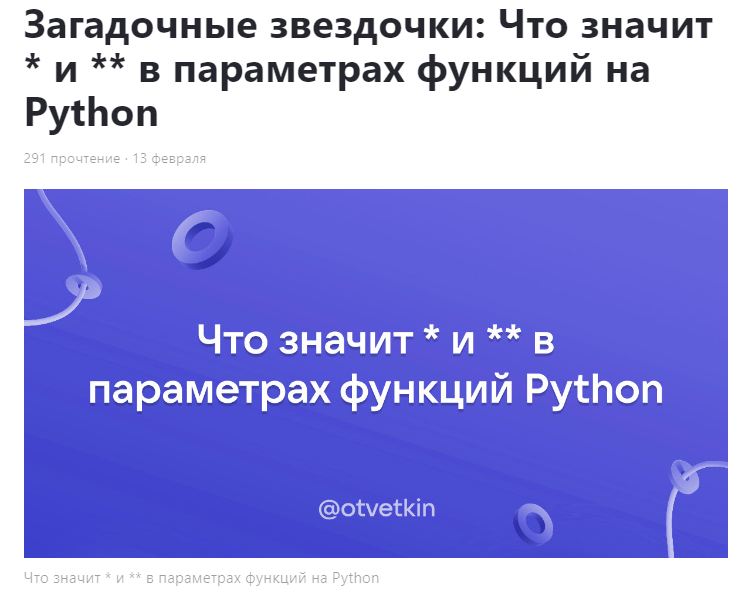 Загадочные звездочки: Что значит
* и ** в параметрах функций на
Python
291 прочтение · 13 февраля
Что значит * и ** в
параметрах функций Python
@otvetkin
Что значит * и ** в параметрах функций на Python